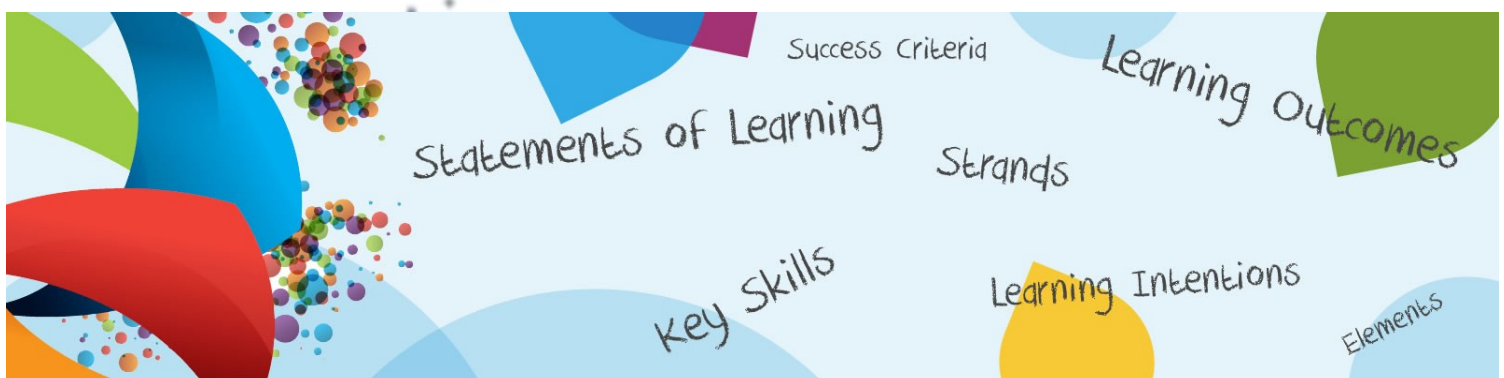 Success Criteria
Learning Outcomes
Statements of Learning
Strands
Key Skills
Learning Intentions
Elements